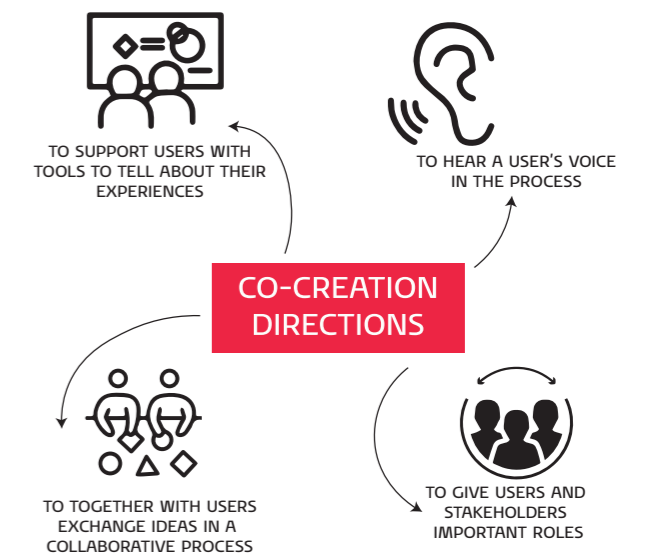 TO SUPPORT USERS WITH
TOOLS TO TELL ABOUT THEIR
EXPERIENCES
TO HEAR A USER'S VOICE
IN THE PROCESS
CO-CREATION
DIRECTIONS
TO TOGETHER WITH USERS
EXCHANGE IDEAS IN A
COLLABORATIVE PROCESS
TO GIVE USERS AND
STAKEHOLDERS
IMPORTANT ROLES